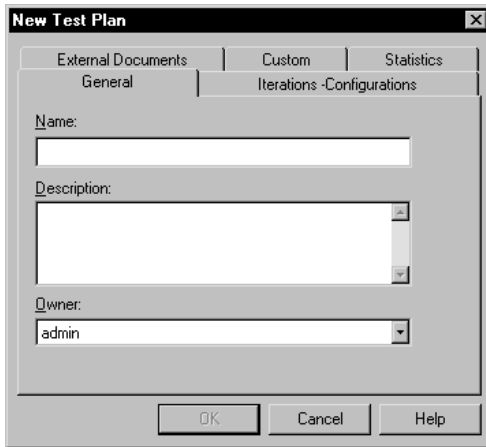 New Test Plan
External Documents Custom Statistics
General Iterations -Configurations
Name:
Description:
Owner:
admin
OK Cancel Help